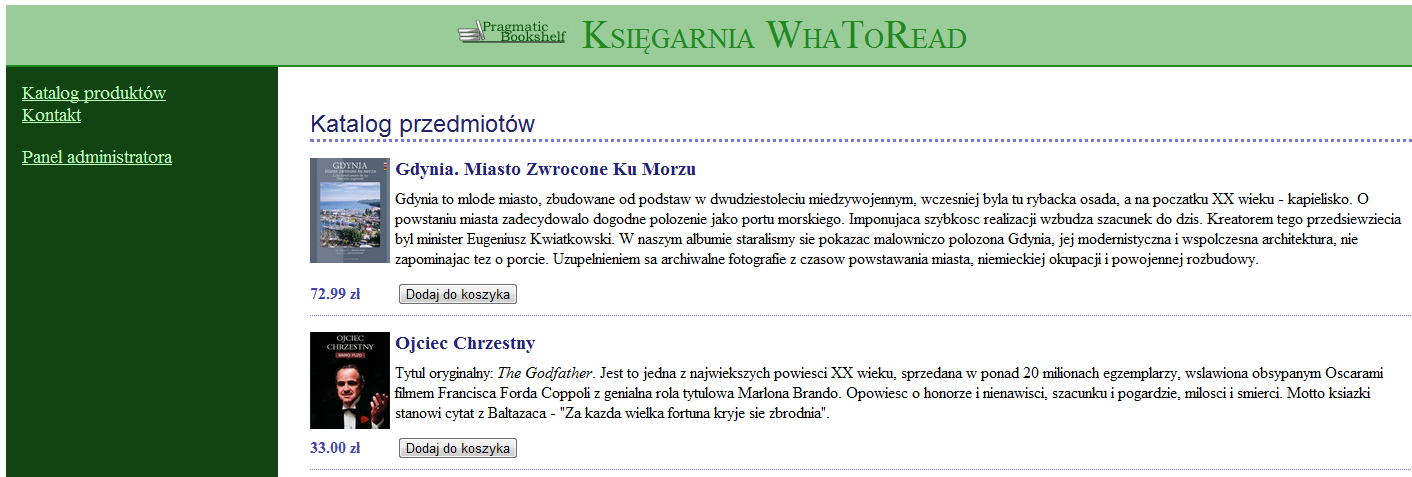 Pragmatic
Bookshelf
Księgarnia WhaToRead
Katalog produktów
Kontakt
Panel administratora
Katalog przedmiotów
GDYNIA
Gdynia. Miasto Zwrocone Ku Morzu
Gdynia to mlode miasto, zbudowane od podstaw w dwudziestoleciu miedzywojennym, wczesniej byla tu rybacka osada, a na poczatku XX wieku - kapielisko. O
powstaniu miasta zadecydowalo dogodne polozenie jako portu morskiego. Imponujaca szybkosc realizacji wzbudza szacunek do dzis. Kreatorem tego przedsiewziecia
byl minister Eugeniusz Kwiatkowski. W naszym albumie staralismy sie pokazac malowniczo polozona Gdynia, jej modernistyczna i wspolczesna architektura, nie
zapominajac tez o porcie. Uzupelnieniem sa archiwalne fotografie z czasow powstawania miasta, niemieckiej okupacji i powojennej rozbudowy.
72.99 zł Dodaj do koszyka
OJCIEC
CHRZESTNY
MARIO PUZO
Ojciec Chrzestny
Tytul oryginalny: The Godfather. Jest to jedna z najwiekszych powiesci XX wieku, sprzedana w ponad 20 milionach egzemplarzy, wslawiona obsypanym Oscarami
filmem Francisca Forda Coppoli z genialna rola tytulowa Marlona Brando. Opowiesc o honorze i nienawisci, szacunku i pogardzie, milosci i smierci. Motto ksiazki
stanowi cytat z Baltazaca - "Za kazda wielka fortuna kryje sie zbrodnia".
33.00 zł Dodaj do koszyka